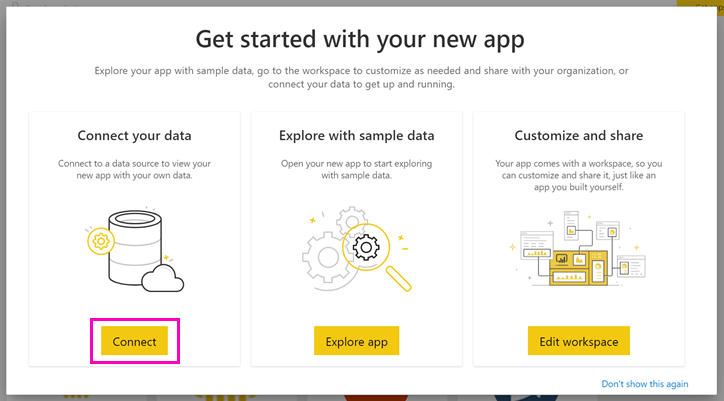 Get started with your new app
Explore your app with sample data, go to the workspace to customize as needed and share with your organization, or
connect your data to get up and running.
Connect your data
Connect to a data source to view your
new app with your own data.
Connect
Explore with sample data
Open your new app to start exploring
with sample data.
Explore app
Customize and share
Your app comes with a workspace, so you
can customize and share it, just like an
app you built yourself.
Edit workspace
Don't show this again